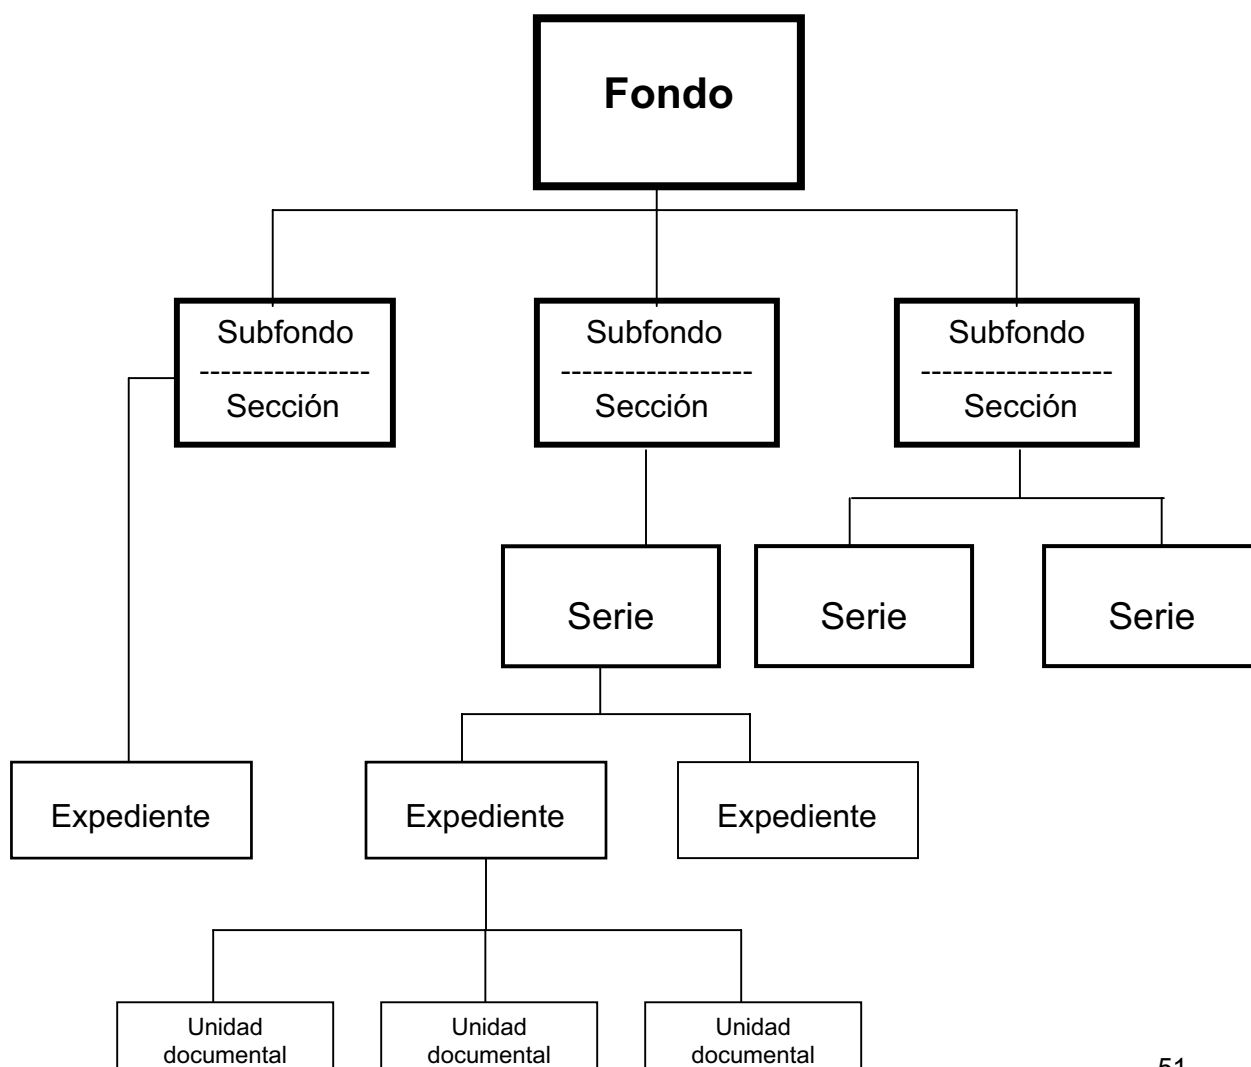 Fondo
Subfondo
----------------
Sección
Subfondo
------------------
Sección
Subfondo
------------------
Sección
Serie
Serie
Serie
Expediente
Expediente
Expediente
Unidad
documental
Unidad
documental
Unidad
documental
51